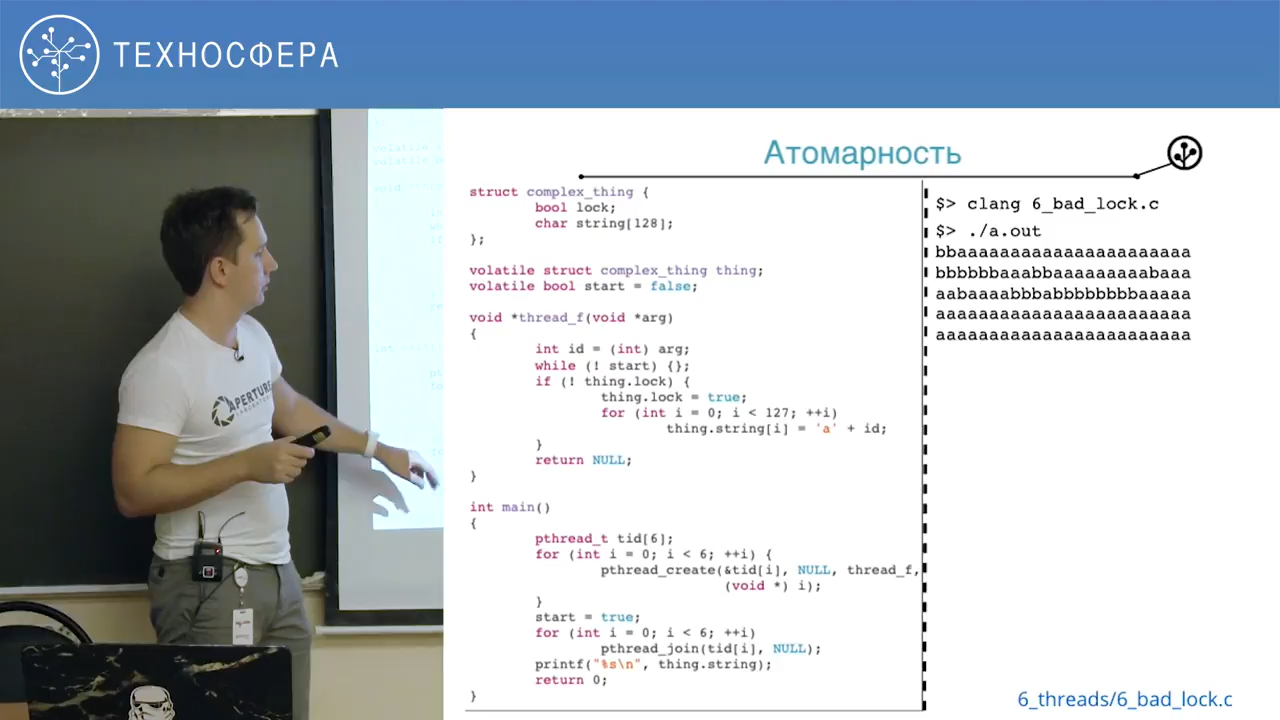 ТЕХНОСФЕРА
Атомарность
struct complex_thing {
bool lock;
char string[128];
};
volatile struct complex_thing thing;
volatile bool start = false;
void *thread_f(void *arg)
{
int id = (int) arg;
while (! start) {};
if (! thing.lock) {
thing.lock = true;
for (int i = 0; i < 127; ++i)
thing.string[i] = 'a' + id;
}
return NULL;
}
int main()
{
pthread_t tid[6];
for (int i = 0; i < 6; ++i) {
pthread_create(&tid[i], NULL, thread_f,
(void *) i);
}
start = true;
for (int i = 0; i < 6; ++i)
pthread_join(tid[i], NULL);
printf("%s\n", thing.string);
return 0;
}
$> clang 6_bad_lock.c
$> ./a.out
bbaaaaaaaaaaaaaaaaaaaaaa
bbbbbbaaabbaaaaaaaaabaaa
aabaaaabbbabbbbbbbbaaaaa
aaaaaaaaaaaaaaaaaaaaaaaa
aaaaaaaaaaaaaaaaaaaaaaaa
6_threads/6_bad_lock.c
APERTURE